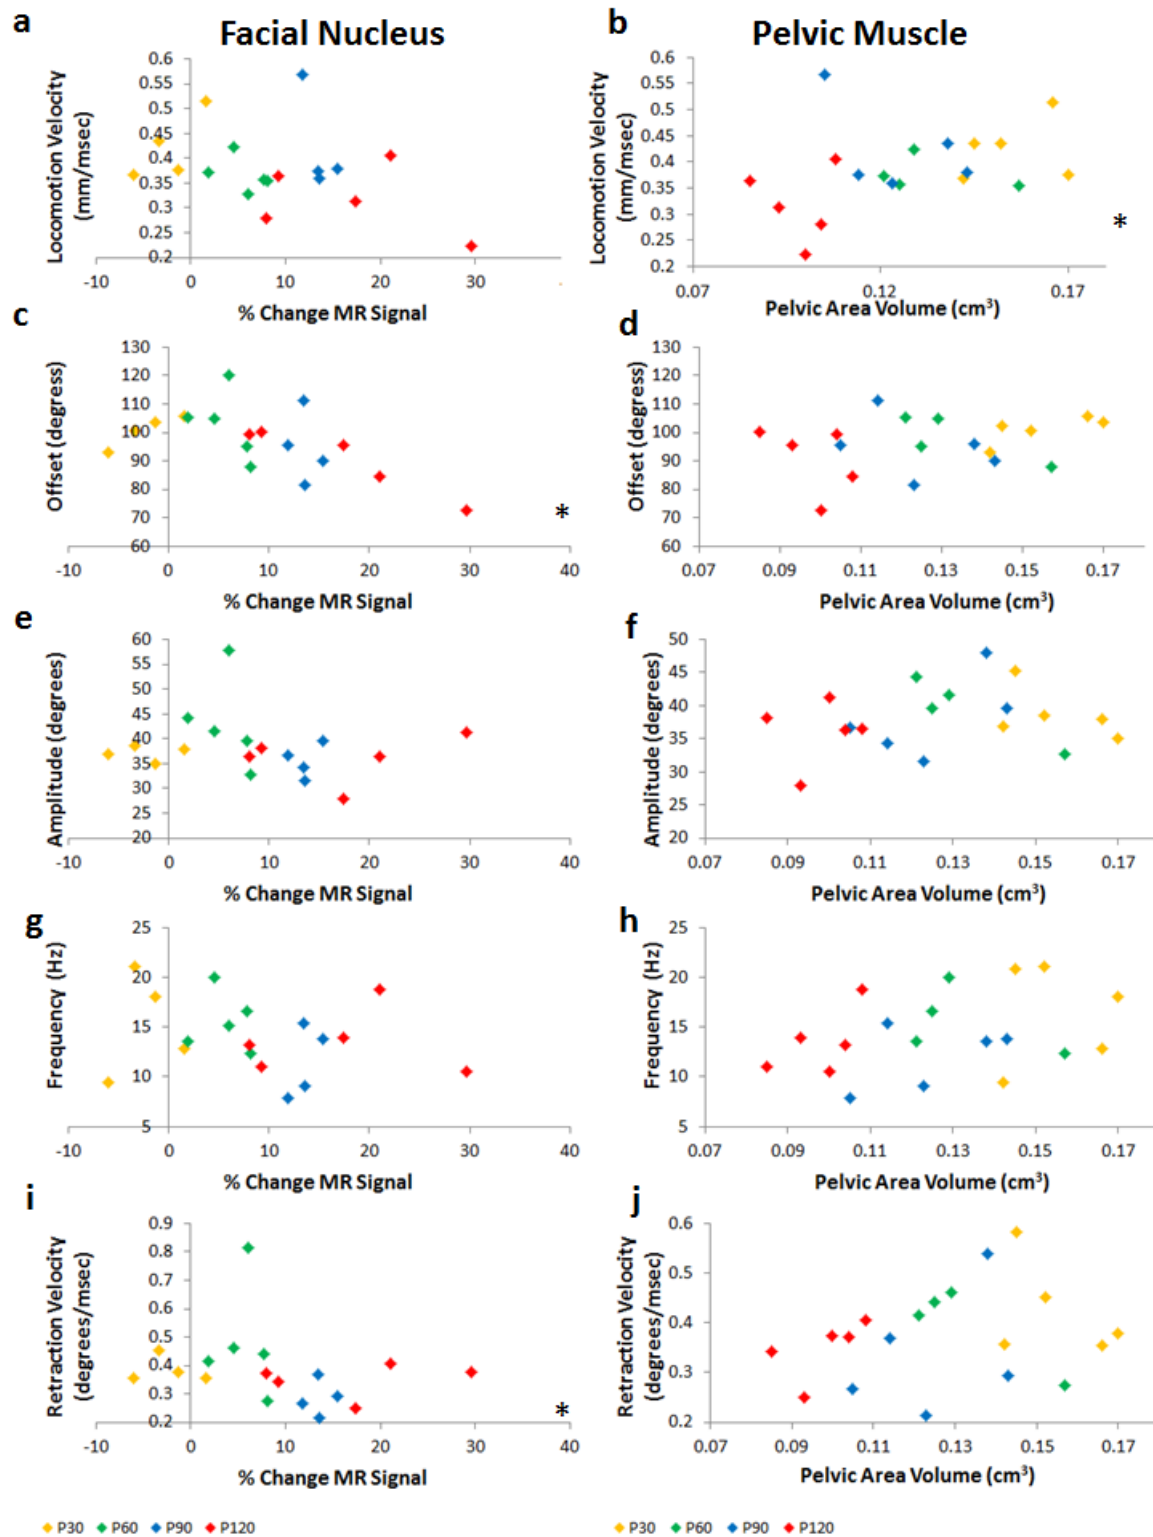 a
Facial Nucleus
b
Pelvic Muscle
Locomotion Velocity
(mm/msec)
0.6
0.55
0.5
0.45
0.4
0.35
0.3
0.25
0.2
-10 0 10 20 30
% Change MR Signal
Locomotion Velocity
(mm/msec)
0.6
0.55
0.5
0.45
0.4
0.35
0.3
0.25
0.2
*
0.07 0.12 0.17
Pelvic Area Volume (cm³)
c
Offset (degress)
130
120
110
100
90
80
70
60
*
-10 0 10 20 30 40
% Change MR Signal
d
Offset (degrees)
130
120
110
100
90
80
70
60
0.07 0.09 0.11 0.13 0.15 0.17
Pelvic Area Volume (cm³)
e
Amplitude (degrees)
60
55
50
45
40
35
30
25
20
-10 0 10 20 30 40
% Change MR Signal
f
Amplitude (degrees)
50
45
40
35
30
25
20
0.07 0.09 0.11 0.13 0.15 0.17
Pelvic Area Volume (cm³)
g
Frequency (Hz)
25
20
15
10
5
-10 0 10 20 30 40
% Change MR Signal
h
Frequency (Hz)
25
20
15
10
5
0.07 0.09 0.11 0.13 0.15 0.17
Pelvic Area Volume (cm³)
i
Retraction Velocity
(degrees/msec)
0.9
0.8
0.7
0.6
0.5
0.4
0.3
0.2
*
-10 0 10 20 30 40
% Change MR Signal
j
Retraction Velocity
(degrees/msec)
0.6
0.5
0.4
0.3
0.2
0.07 0.09 0.11 0.13 0.15 0.17
Pelvic Area Volume (cm³)
P30 P60 P90 P120
P30 P60 P90 P120